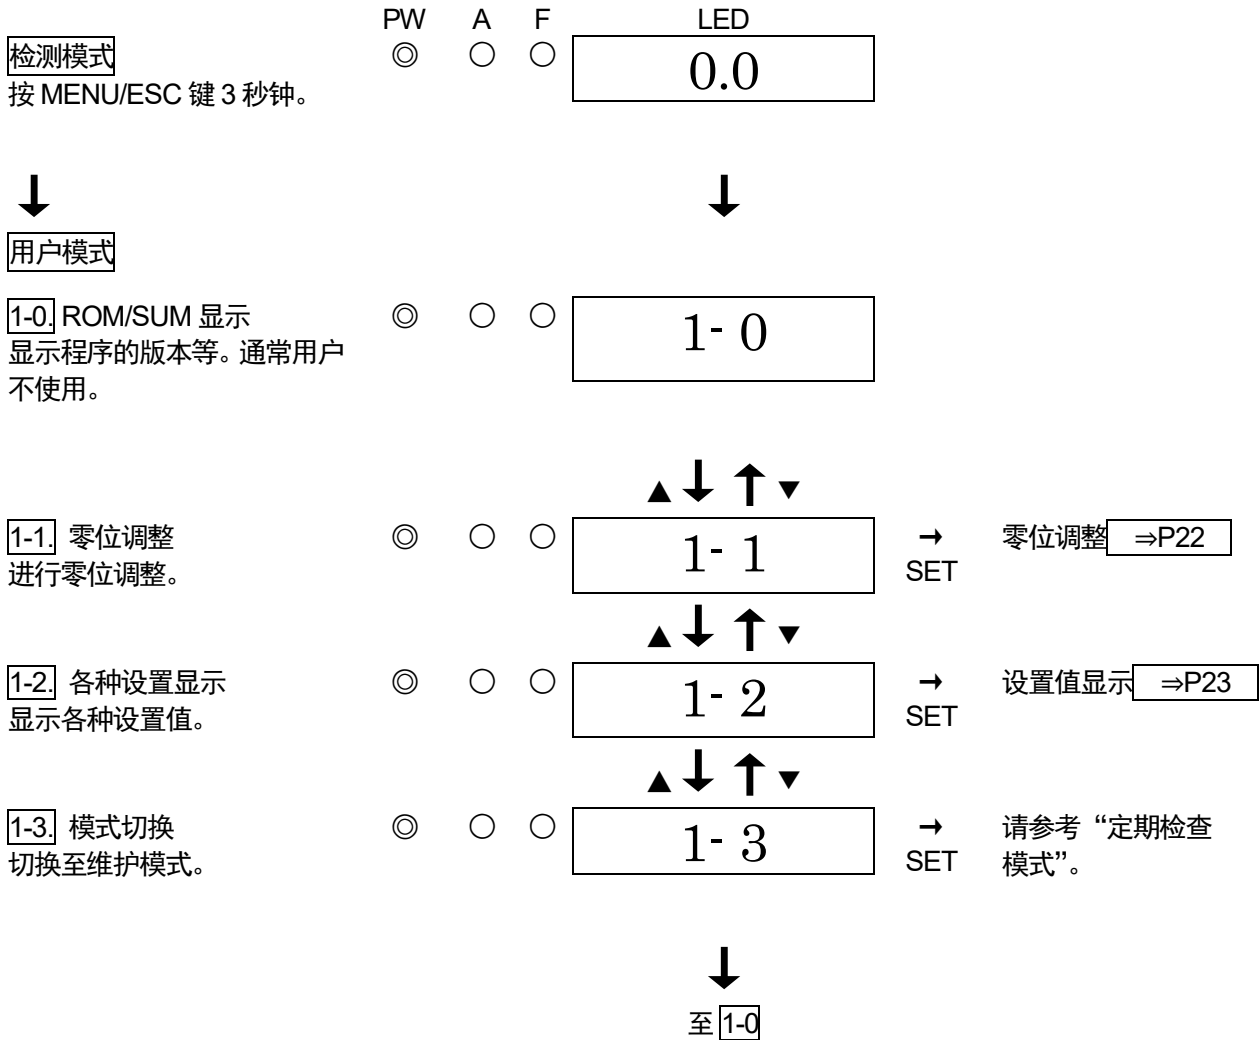 PW A F LED
检测模式 ◎ ○ ○ 0.0
按 MENU/ESC 键 3 秒钟。
↓ ↓
用户模式
1-0. ROM/SUM 显示 ◎ ○ ○ 1- 0
显示程序的版本等。通常用户
不使用。
▲ ↓ ↑ ▼
1-1. 零位调整 ◎ ○ ○ 1- 1 → 零位调整 ⇒P22
进行零位调整。 SET
▲ ↓ ↑ ▼
1-2. 各种设置显示 ◎ ○ ○ 1- 2 → 设置值显示 ⇒P23
显示各种设置值。 SET
▲ ↓ ↑ ▼
1-3. 模式切换 ◎ ○ ○ 1- 3 → 请参考“定期检查
切换至维护模式。 SET 模式”。
↓
至 1-0